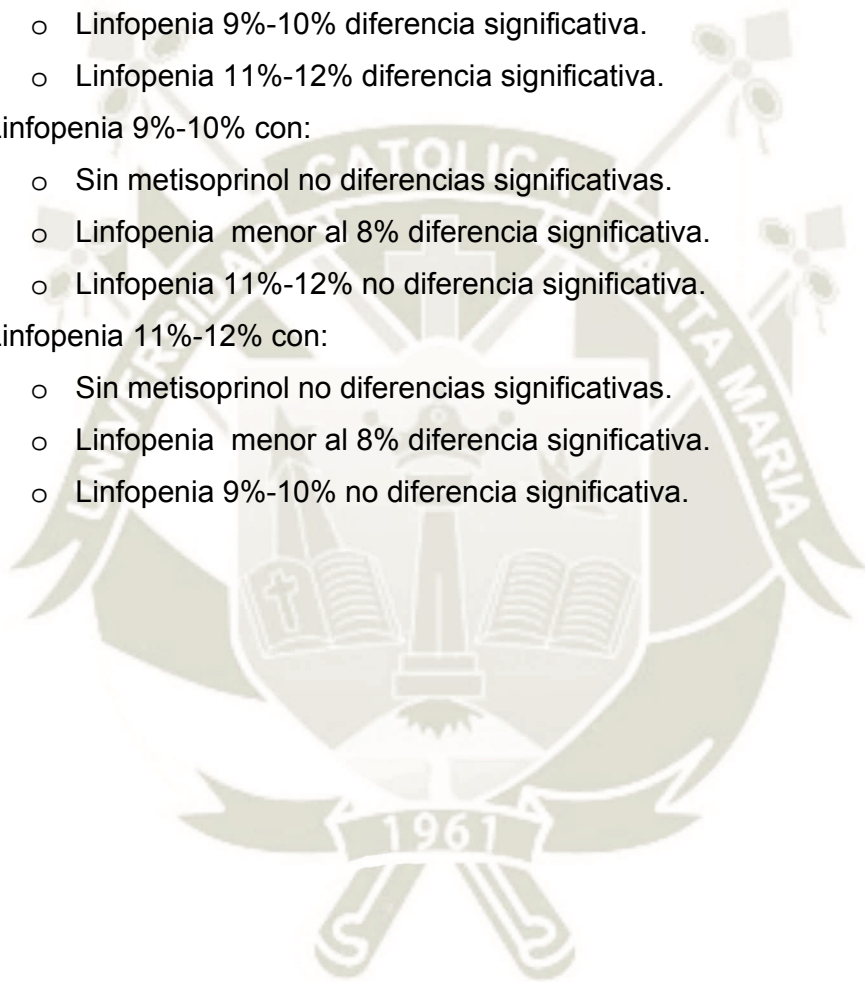 o Linfopenia 9%-10% diferencia significativa.
o Linfopenia 11%-12% diferencia significativa.
infopenia 9%-10% con:
o Sin metisoprinol no diferencias significativas.
o Linfopenia  menor al 8% diferencia significativa.
o Linfopenia 11%-12% no diferencia significativa.
infopenia 11%-12% con:
o Sin metisoprinol no diferencias significativas.
o Linfopenia  menor al 8% diferencia significativa.
o Linfopenia 9%-10% no diferencia significativa.
UNIVERSIDAD CATOLICA SANTA MARIA
1961